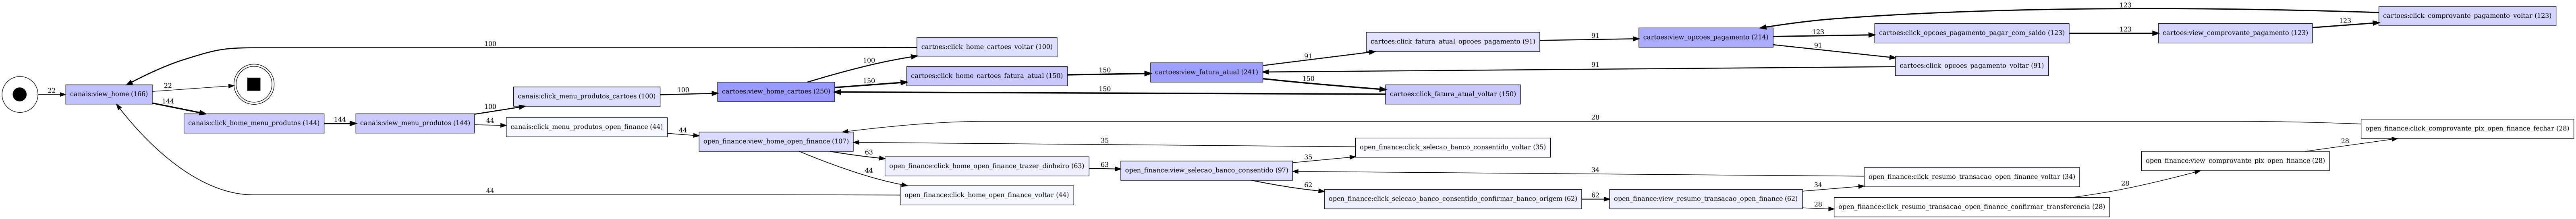 22
canais:view_home (166)
100
22
144
canais:click_home_menu_produtos (144)
144
canais:view_menu_produtos (144)
100
canais:click_menu_produtos_cartoes (100)
44
canais:click_menu_produtos_open_finance (44)
100
44
cartoes:view_home_cartoes (250)
100
cartoes:click_home_cartoes_voltar (100)
150
cartoes:click_home_cartoes_fatura_atual (150)
150
150
cartoes:view_fatura_atual (241)
91
cartoes:click_fatura_atual_opcoes_pagamento (91)
150
cartoes:click_fatura_atual_voltar (150)
91
91
cartoes:view_opcoes_pagamento (214)
123
123
cartoes:click_opcoes_pagamento_pagar_com_saldo (123)
91
cartoes:click_opcoes_pagamento_voltar (91)
123
cartoes:view_comprovante_pagamento (123)
123
cartoes:click_comprovante_pagamento_voltar (123)
open_finance:view_home_open_finance (107)
28
35
63
open_finance:click_home_open_finance_trazer_dinheiro (63)
44
open_finance:click_home_open_finance_voltar (44)
44
63
open_finance:view_selecao_banco_consentido (97)
35
open_finance:click_selecao_banco_consentido_voltar (35)
34
62
open_finance:click_selecao_banco_consentido_confirmar_banco_origem (62)
62
open_finance:view_resumo_transacao_open_finance (62)
34
open_finance:click_resumo_transacao_open_finance_voltar (34)
28
open_finance:click_resumo_transacao_open_finance_confirmar_transferencia (28)
28
open_finance:view_comprovante_pix_open_finance (28)
28
open_finance:click_comprovante_pix_open_finance_fechar (28)